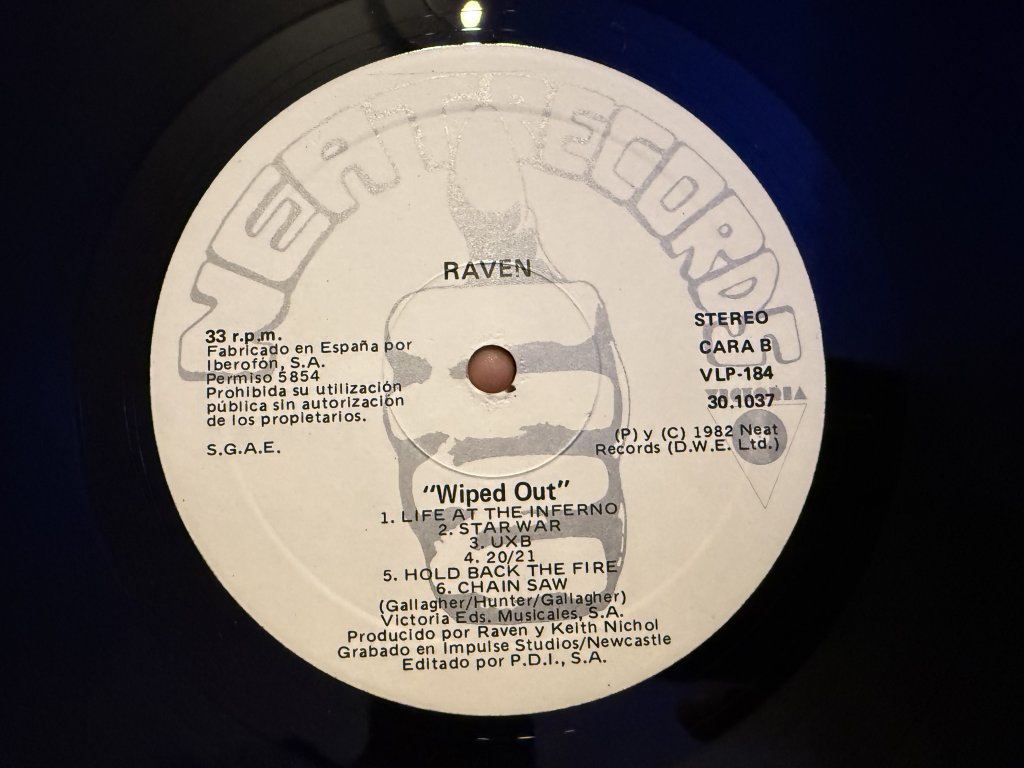 NEAT RECORDS
RAVEN
33 r.p.m.
Fabricado en España por
Iberofón, S.A.
Permiso 5854
Prohibida su utilización
pública sin autorización
de los propietarios.
S.G.A.E.
STEREO
CARA B
VLP-184
VICTORIA
30.1037
(P) y (C) 1982 Neat
Records (D.W.E. Ltd.)
"Wiped Out"
1. LIFE AT THE INFERNO
2. STAR WAR
3. UXB
4. 20/21
5. HOLD BACK THE FIRE
6. CHAIN SAW
(Gallagher/Hunter/Gallagher)
Victoria Eds. Musicales, S.A.
Producido por Raven y Keith Nichol
Grabado en Impulse Studios/Newcastle
Editado por P.D.I., S.A.